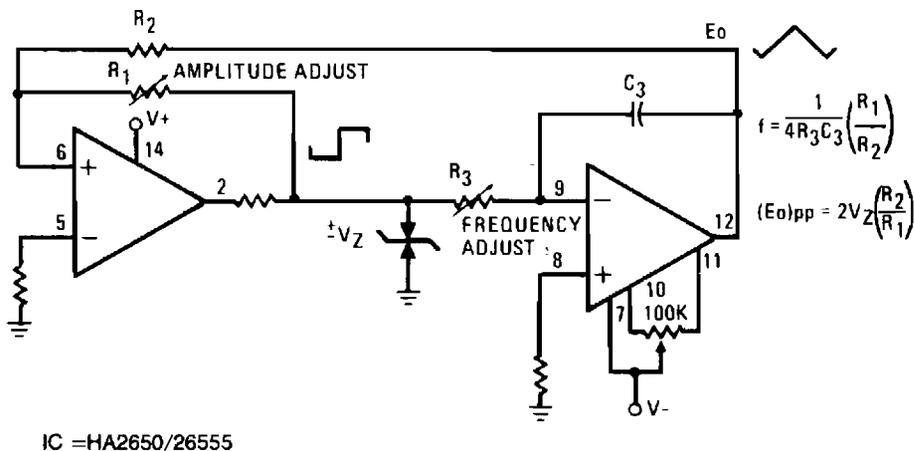 R2
Eo
R1 AMPLITUDE ADJUST
C3
V+
f = 1/4R3C3 (R1/R2)
6
+
14
2
R3
9
−
5
−
±VZ
FREQUENCY
ADJUST
12
(Eo)pp = 2VZ(R2/R1)
8
+
11
10
7
100K
V-
IC =HA2650/26555